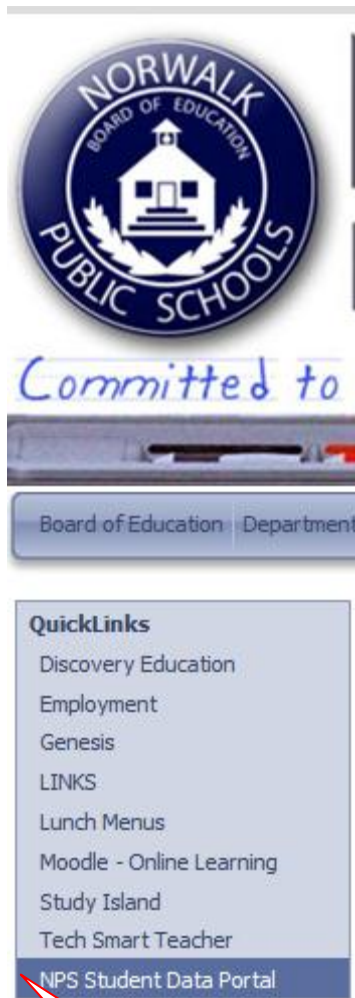 NORWALK
BOARD OF EDUCATION
PUBLIC SCHOOLS
Committed to
Board of Education Department
QuickLinks
Discovery Education
Employment
Genesis
LINKS
Lunch Menus
Moodle - Online Learning
Study Island
Tech Smart Teacher
NPS Student Data Portal